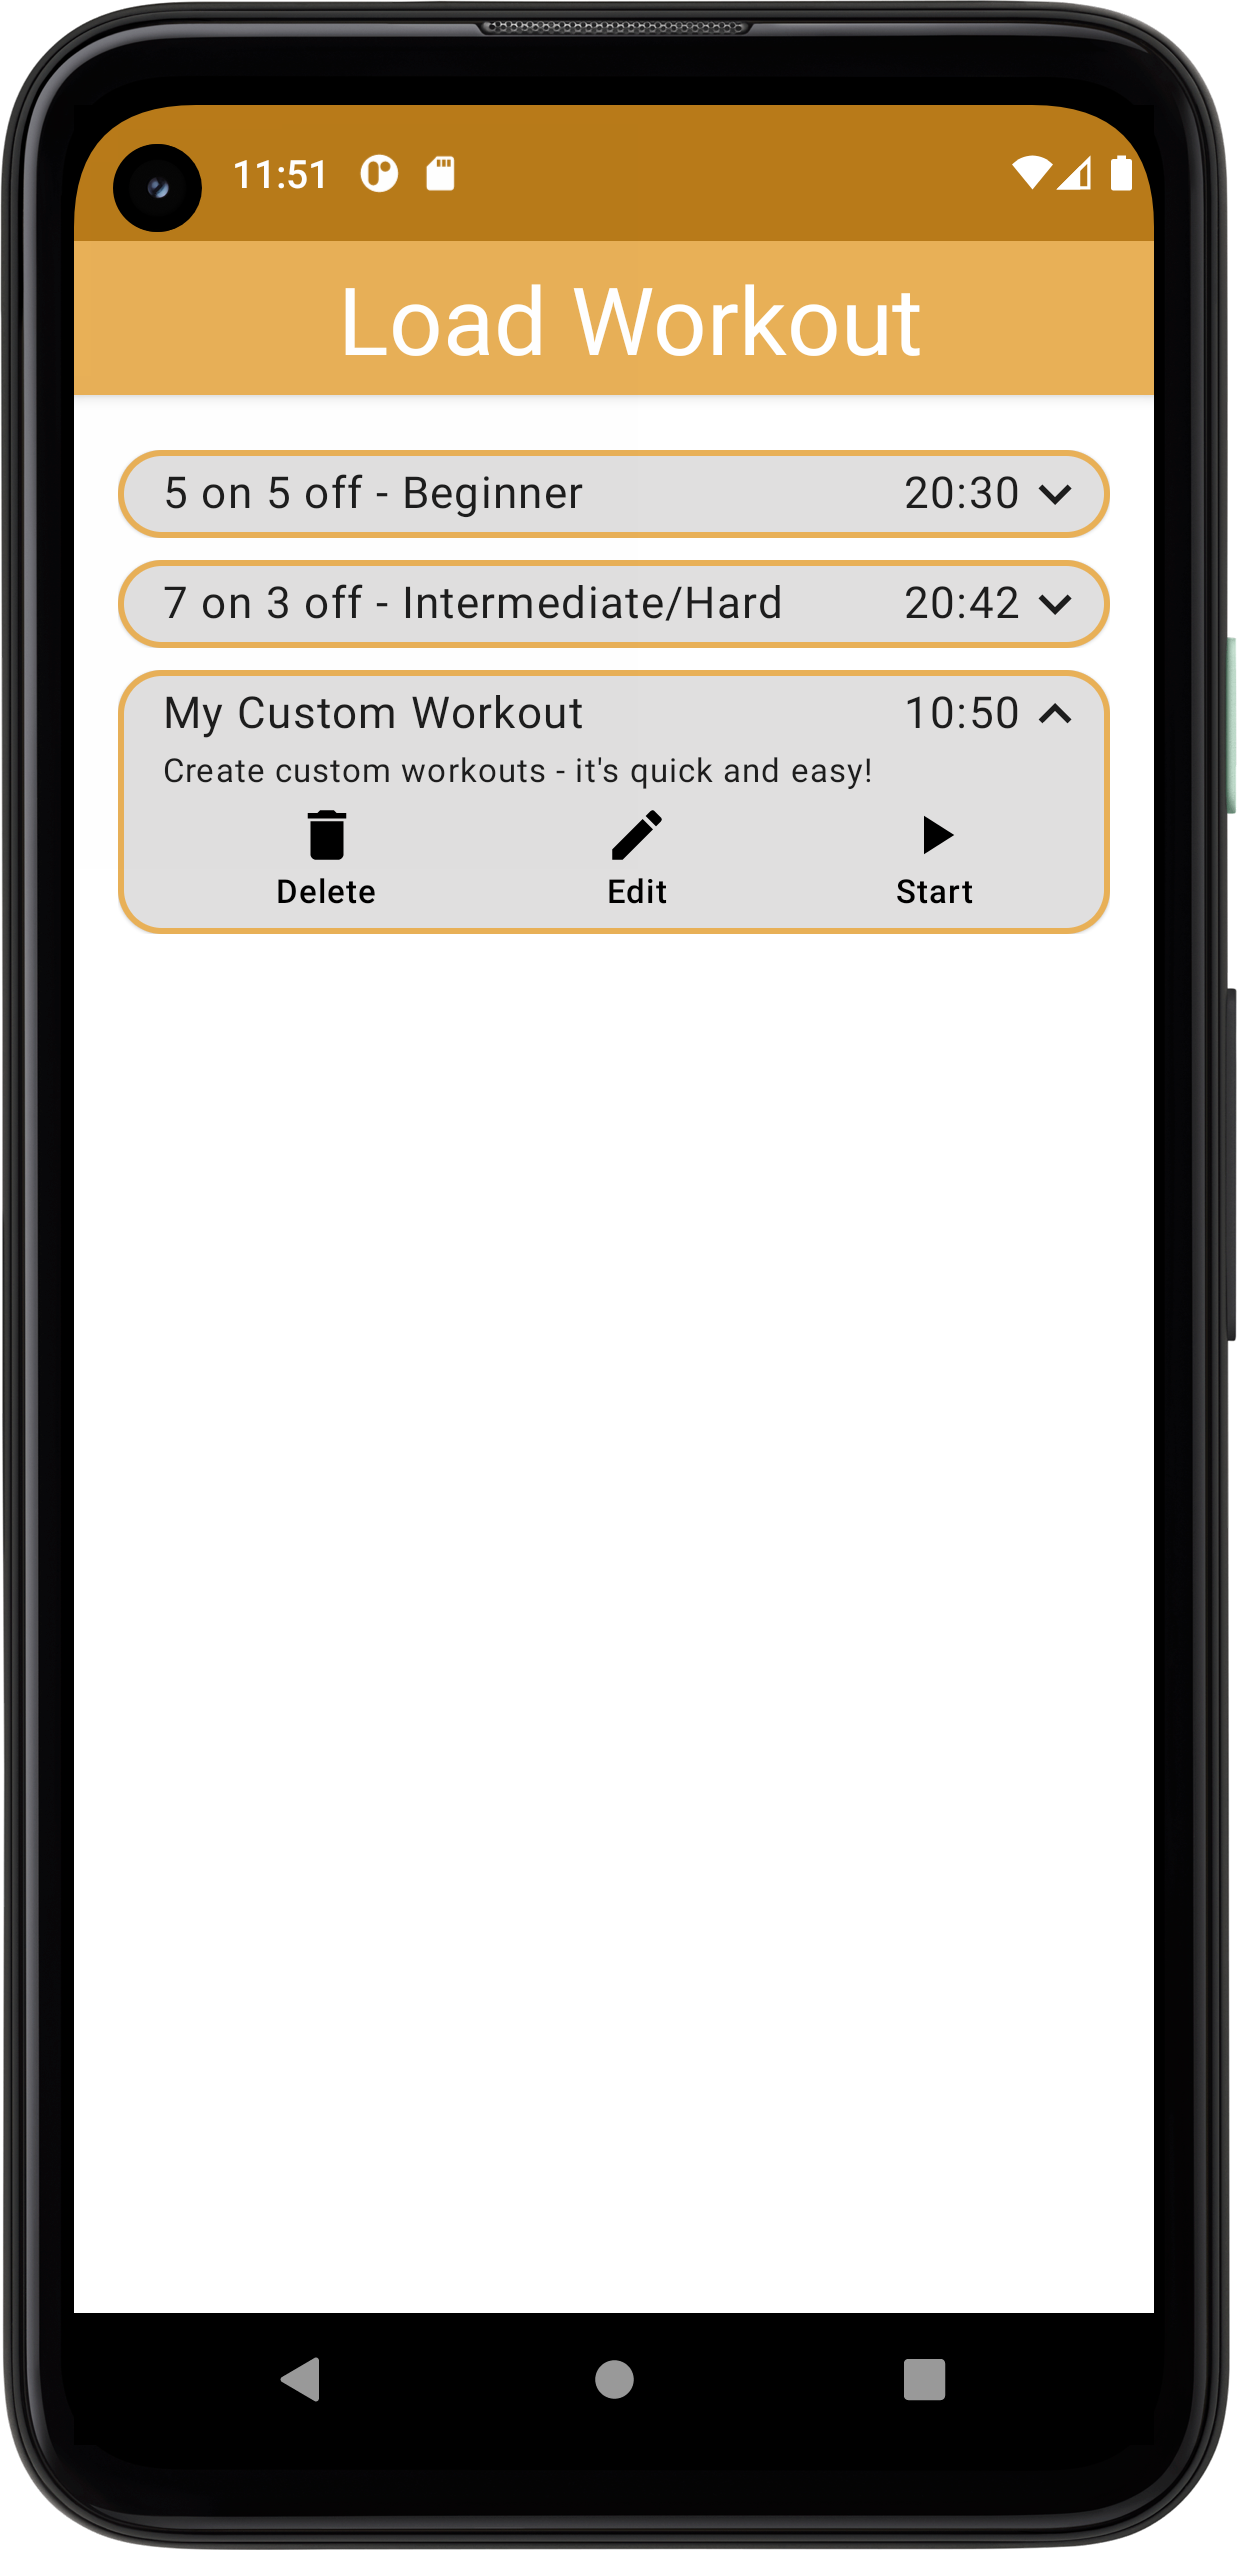 11:51
Load Workout
5 on 5 off - Beginner 20:30
7 on 3 off - Intermediate/Hard 20:42
My Custom Workout 10:50
Create custom workouts - it's quick and easy!
Delete Edit Start